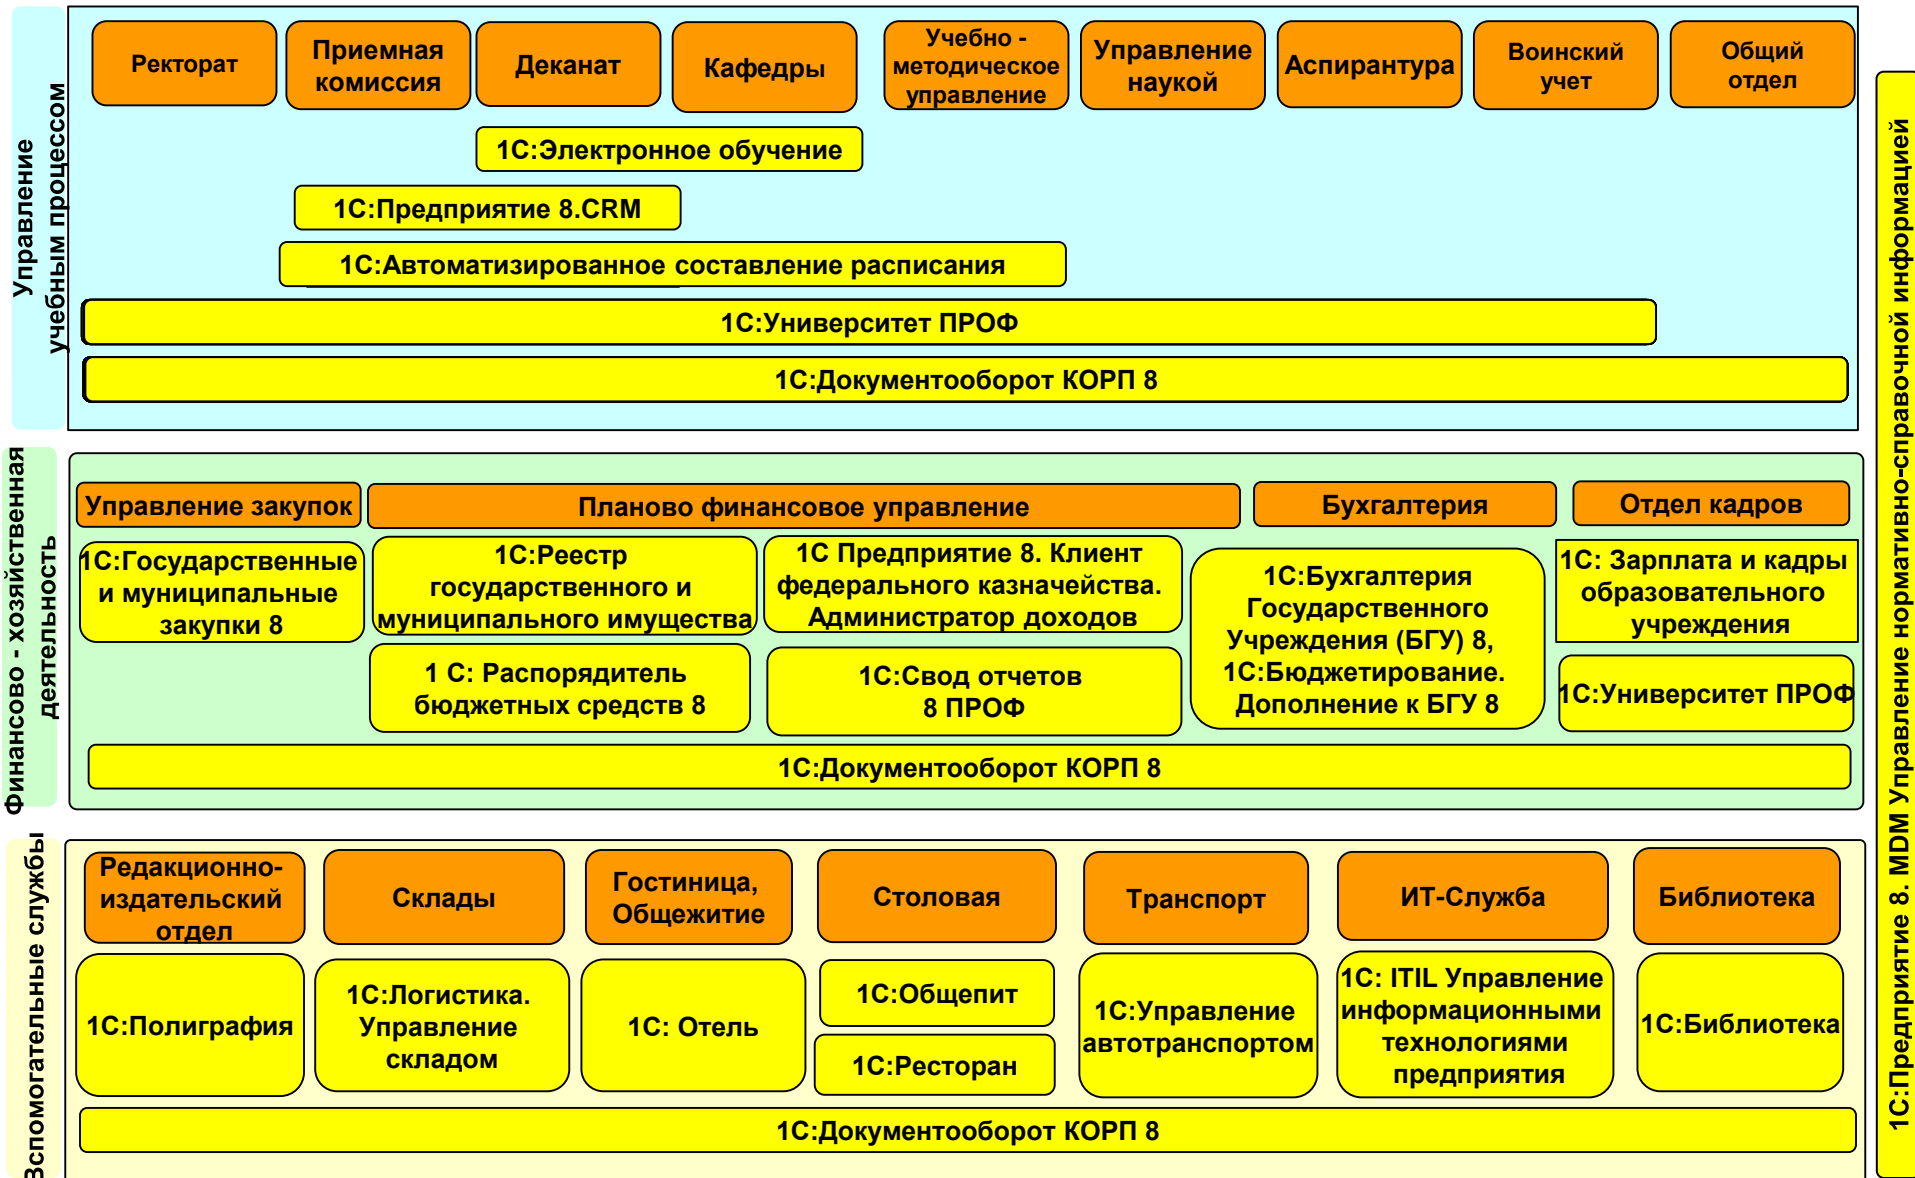 Управление
учебным процессом
Ректорат
Приемная
комиссия
Деканат
Кафедры
Учебно -
методическое
управление
Управление
наукой
Аспирантура
Воинский
учет
Общий
отдел
1С:Электронное обучение
1С:Предприятие 8.CRM
1С:Автоматизированное составление расписания
1С:Университет ПРОФ
1С:Документооборот КОРП 8
Финансово - хозяйственная
деятельность
Управление закупок
Планово финансовое управление
Бухгалтерия
Отдел кадров
1С:Государственные
и муниципальные
закупки 8
1С:Реестр
государственного и
муниципального имущества
1С Предприятие 8. Клиент
федерального казначейства.
Администратор доходов
1С:Бухгалтерия
Государственного
Учреждения (БГУ) 8,
1С:Бюджетирование.
Дополнение к БГУ 8
1С: Зарплата и кадры
образовательного
учреждения
1 С: Распорядитель
бюджетных средств 8
1С:Свод отчетов
8 ПРОФ
1С:Университет ПРОФ
1С:Документооборот КОРП 8
Вспомогательные службы
Редакционно-
издательский
отдел
Склады
Гостиница,
Общежитие
Столовая
Транспорт
ИТ-Служба
Библиотека
1С:Полиграфия
1С:Логистика.
Управление
складом
1С: Отель
1С:Общепит
1С:Ресторан
1С:Управление
автотранспортом
1С: ITIL Управление
информационными
технологиями
предприятия
1С:Библиотека
1С:Документооборот КОРП 8
1С:Предприятие 8. MDM Управление нормативно-справочной информацией